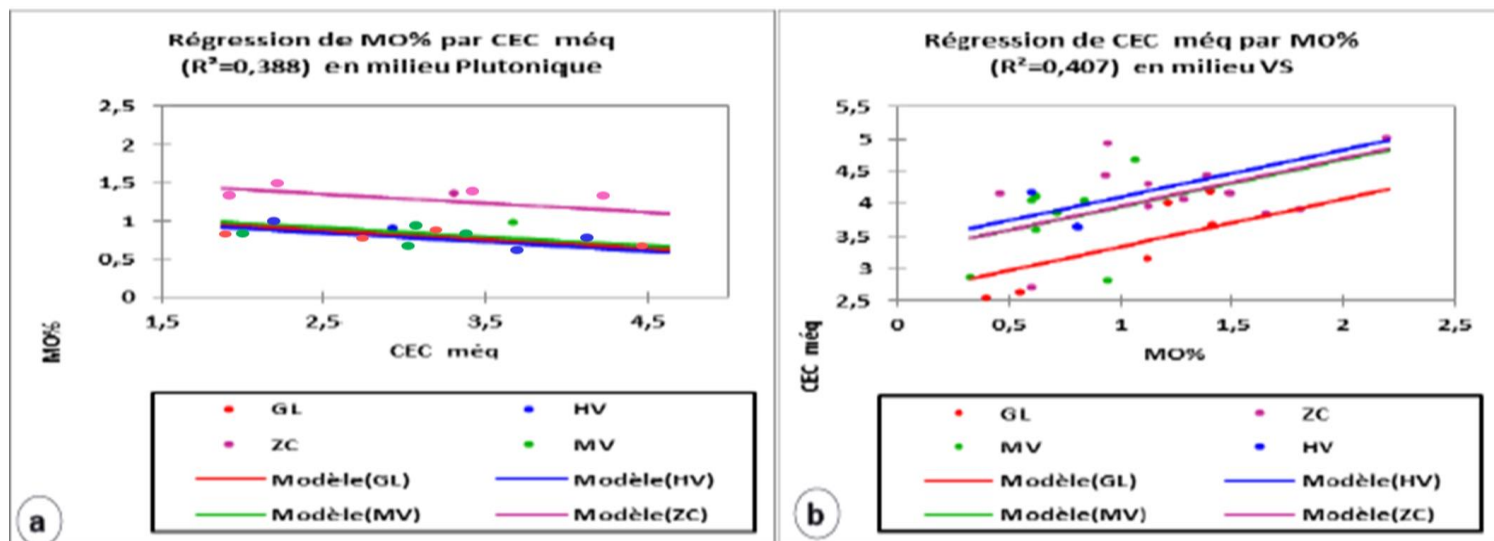 Régression de MO% par CEC méq
(R²=0,388) en milieu Plutonique
2,5
2
1,5
1
0,5
0
1,5 2,5 3,5 4,5
MO%
CEC méq
GL HV
ZC MV
Modèle(GL) Modèle(HV)
Modèle(MV) Modèle(ZC)
a
Régression de CEC méq par MO%
(R²=0,407) en milieu VS
5,5
5
4,5
4
3,5
3
2,5
0 0,5 1 1,5 2 2,5
CEC méq
MO%
GL ZC
MV HV
Modèle(GL) Modèle(HV)
Modèle(MV) Modèle(ZC)
b